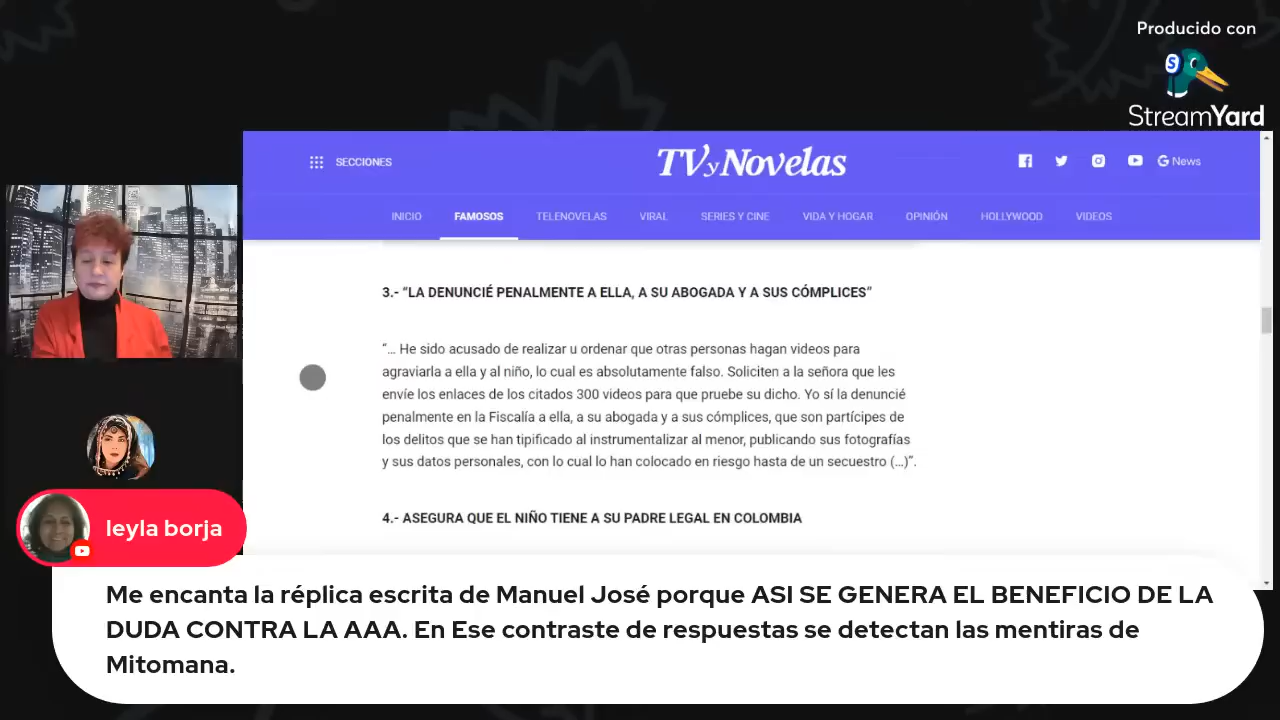 Producido con
StreamYard
SECCIONES
TVyNovelas
G News
INICIO FAMOSOS TELENOVELAS VIRAL SERIES Y CINE VIDA Y HOGAR OPINIÓN HOLLYWOOD VIDEOS
3.- “LA DENUNCIÉ PENALMENTE A ELLA, A SU ABOGADA Y A SUS CÓMPLICES”
“… He sido acusado de realizar u ordenar que otras personas hagan videos para
agraviarla a ella y al niño, lo cual es absolutamente falso. Soliciten a la señora que les
envíe los enlaces de los citados 300 videos para que pruebe su dicho. Yo sí la denuncié
penalmente en la Fiscalía a ella, a su abogada y a sus cómplices, que son partícipes de
los delitos que se han tipificado al instrumentalizar al menor, publicando sus fotografías
y sus datos personales, con lo cual lo han colocado en riesgo hasta de un secuestro (…)”.
4.- ASEGURA QUE EL NIÑO TIENE A SU PADRE LEGAL EN COLOMBIA
leyla borja
Me encanta la réplica escrita de Manuel José porque ASI SE GENERA EL BENEFICIO DE LA
DUDA CONTRA LA AAA. En Ese contraste de respuestas se detectan las mentiras de
Mitomana.